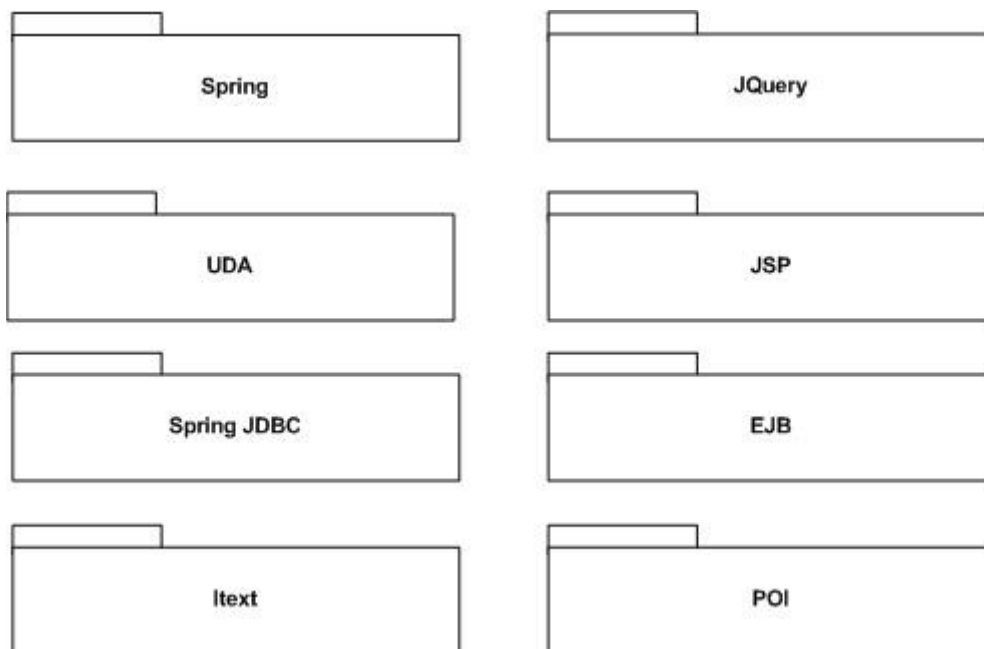 Spring
JQuery
UDA
JSP
Spring JDBC
EJB
Itext
POI